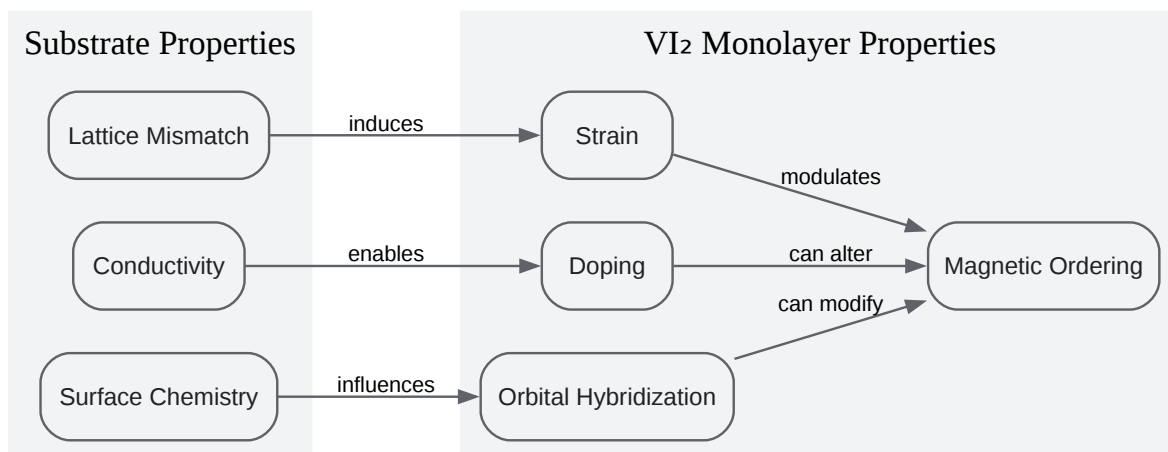 Substrate Properties
VI₂ Monolayer Properties
Lattice Mismatch
induces
Strain
modulates
Conductivity
enables
Doping
can alter
Magnetic Ordering
can modify
Surface Chemistry
influences
Orbital Hybridization